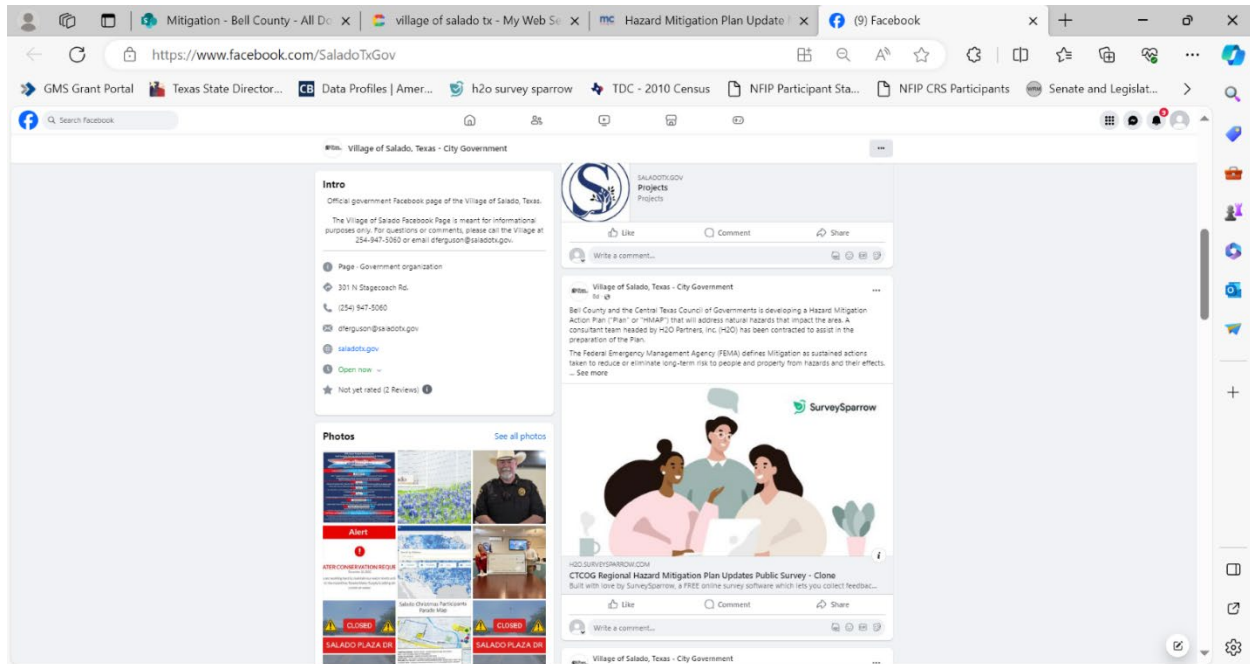 Mitigation - Bell County - All Do
village of salado tx - My Web Se
mc Hazard Mitigation Plan Update
(9) Facebook
https://www.facebook.com/SaladoTxGov
GMS Grant Portal
Texas State Director...
CB Data Profiles | Amer...
h2o survey sparrow
TDC - 2010 Census
NFIP Participant Sta...
NFIP CRS Participants
Senate and Legislat...
Search Facebook
Village of Salado, Texas - City Government
Intro
Official government Facebook page of the Village of Salado, Texas.
The Village of Salado Facebook Page is meant for informational
purposes only. For questions or comments, please call the Village at
254-947-5060 or email dferguson@saladotx.gov.
Page · Government organization
301 N Stagecoach Rd.
(254) 947-5060
dferguson@saladotx.gov
saladotx.gov
Open now
Not yet rated (2 Reviews)
Photos
See all photos
Alert
CLOSED
SALADO PLAZA DR
Salado Christmas Participants
Parade Map
CLOSED
SALADO PLAZA DR
S
SALADOTX.GOV
Projects
Projects
Like
Comment
Share
Write a comment...
Village of Salado, Texas - City Government
Bell County and the Central Texas Council of Governments is developing a Hazard Mitigation
Action Plan ("Plan" or "HMAP") that will address natural hazards that impact the area. A
consultant team headed by H2O Partners, Inc. (H2O) has been contracted to assist in the
preparation of the Plan.
The Federal Emergency Management Agency (FEMA) defines Mitigation as sustained actions
taken to reduce or eliminate long-term risk to people and property from hazards and their effects.
... See more
SurveySparrow
H2O.SURVEYSPARROW.COM
CTCOG Regional Hazard Mitigation Plan Updates Public Survey - Clone
Built with love by SurveySparrow, a FREE online survey software which lets you collect feedbac...
Like
Comment
Share
Write a comment...
Village of Salado, Texas - City Government